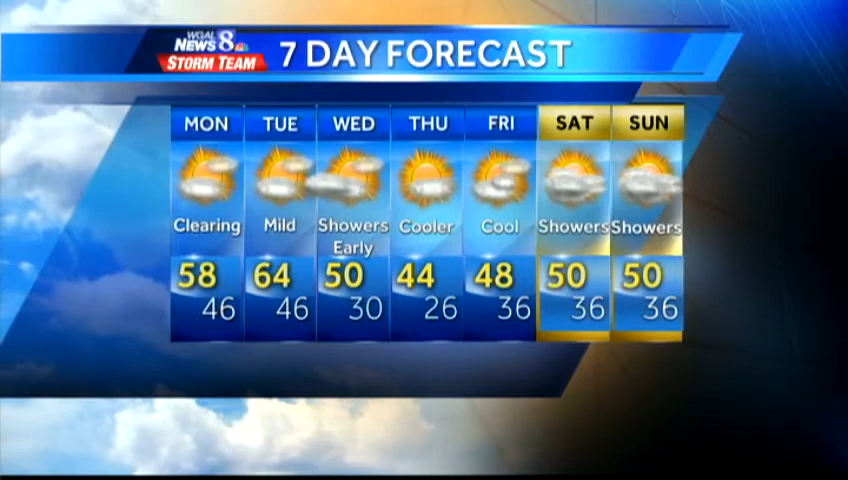 WGAL
NEWS 8
STORM TEAM
7 DAY FORECAST
MON TUE WED THU FRI SAT SUN
Clearing Mild Showers Cooler Cool Showers Showers
Early
58 64 50 44 48 50 50
46 46 30 26 36 36 36